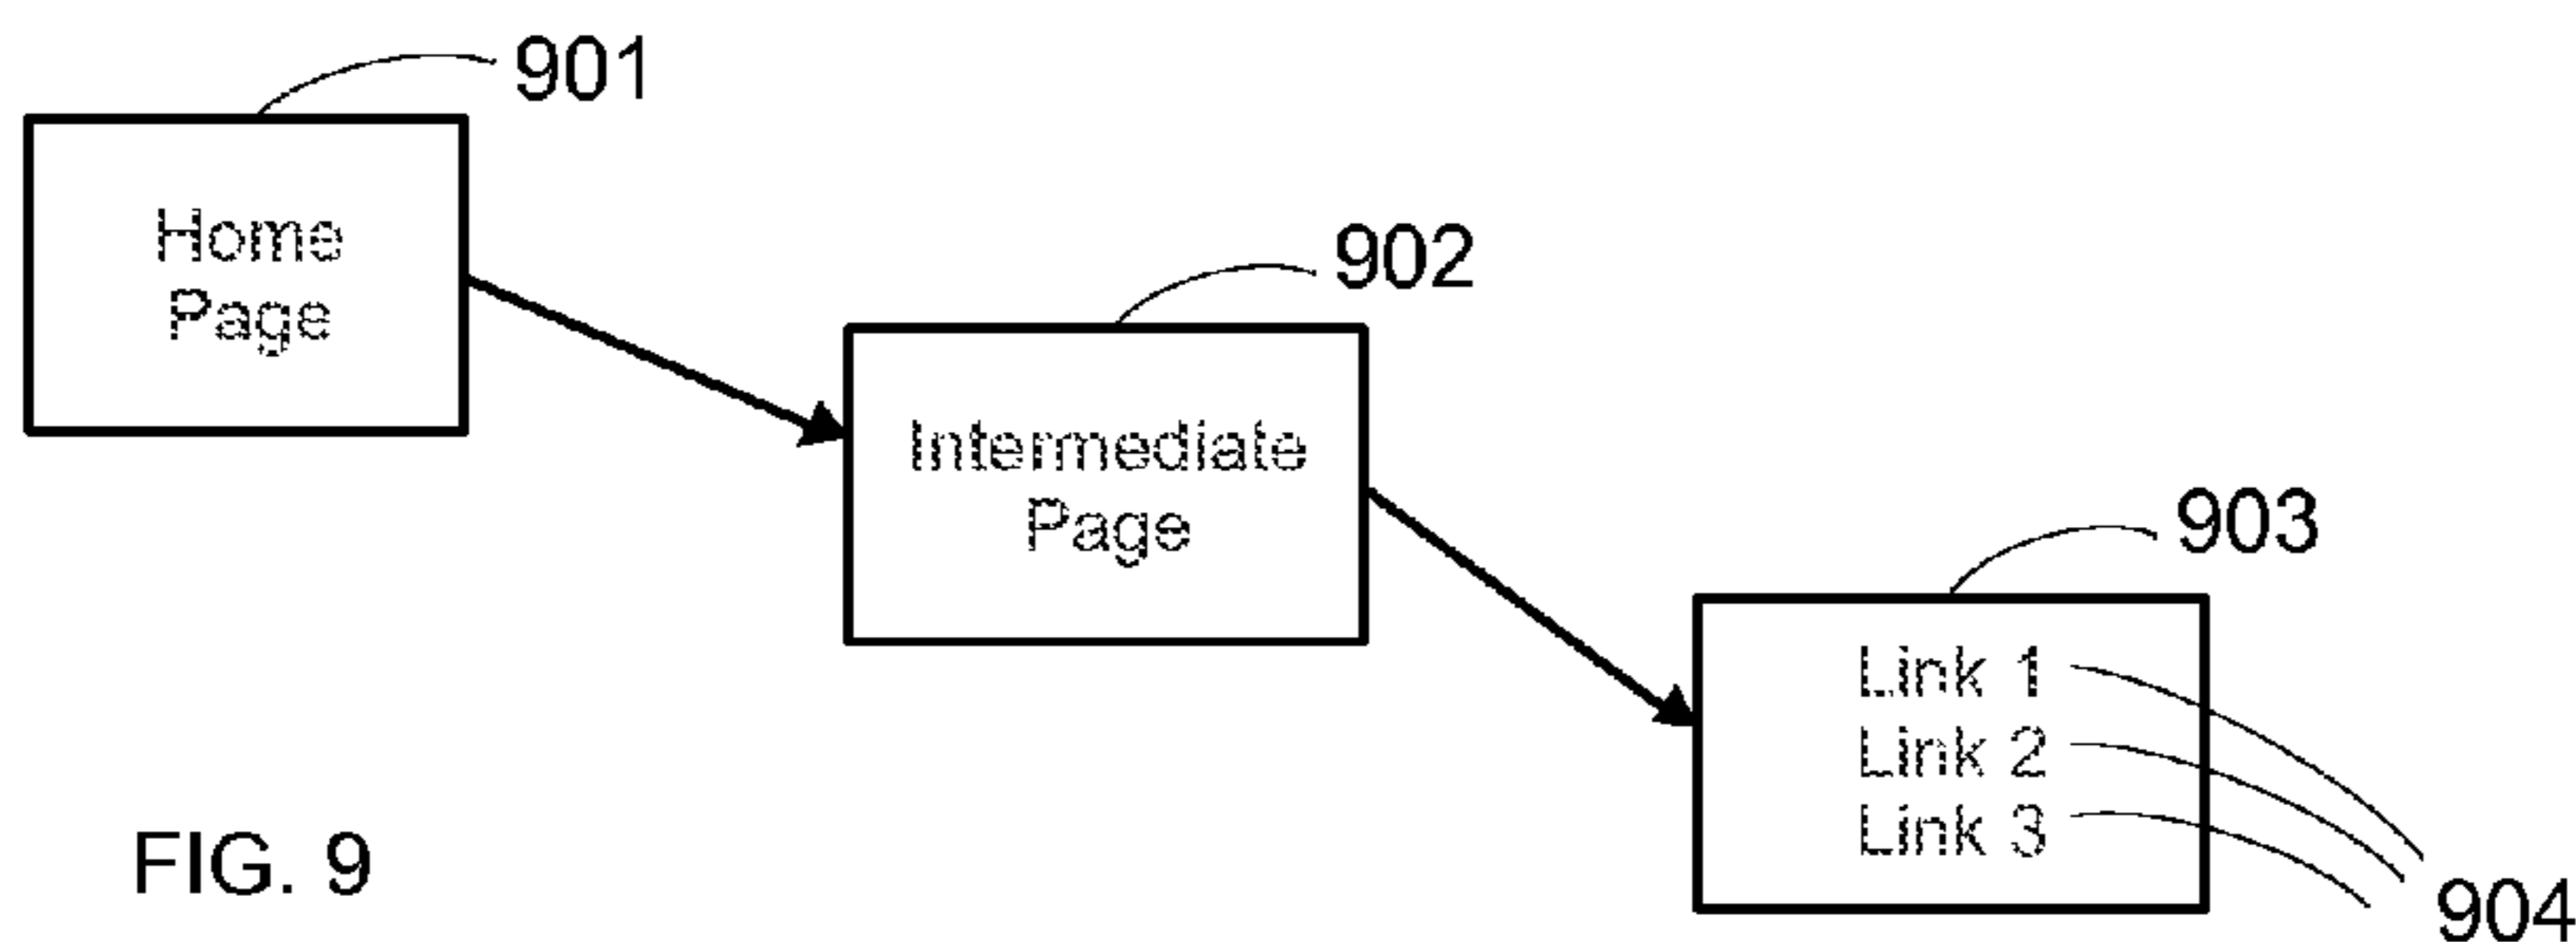 901
Home
Page
902
Intermediate
Page
903
Link 1
Link 2
Link 3
FIG. 9
904